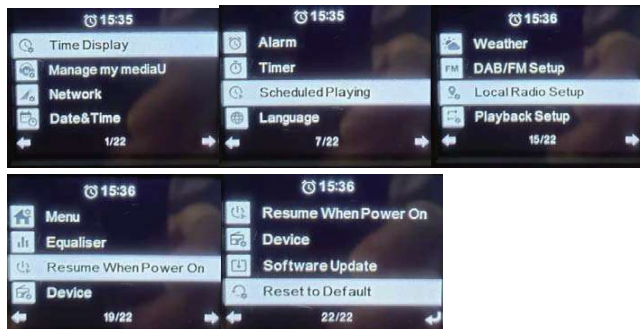 15:35
Time Display
Manage my mediaU
Network
Date&Time
1/22
15:35
Alarm
Timer
Scheduled Playing
Language
7/22
15:36
Weather
FM DAB/FM Setup
Local Radio Setup
Playback Setup
15/22
15:36
Menu
Equaliser
Resume When Power On
Device
19/22
15:36
Resume When Power On
Device
Software Update
Reset to Default
22/22